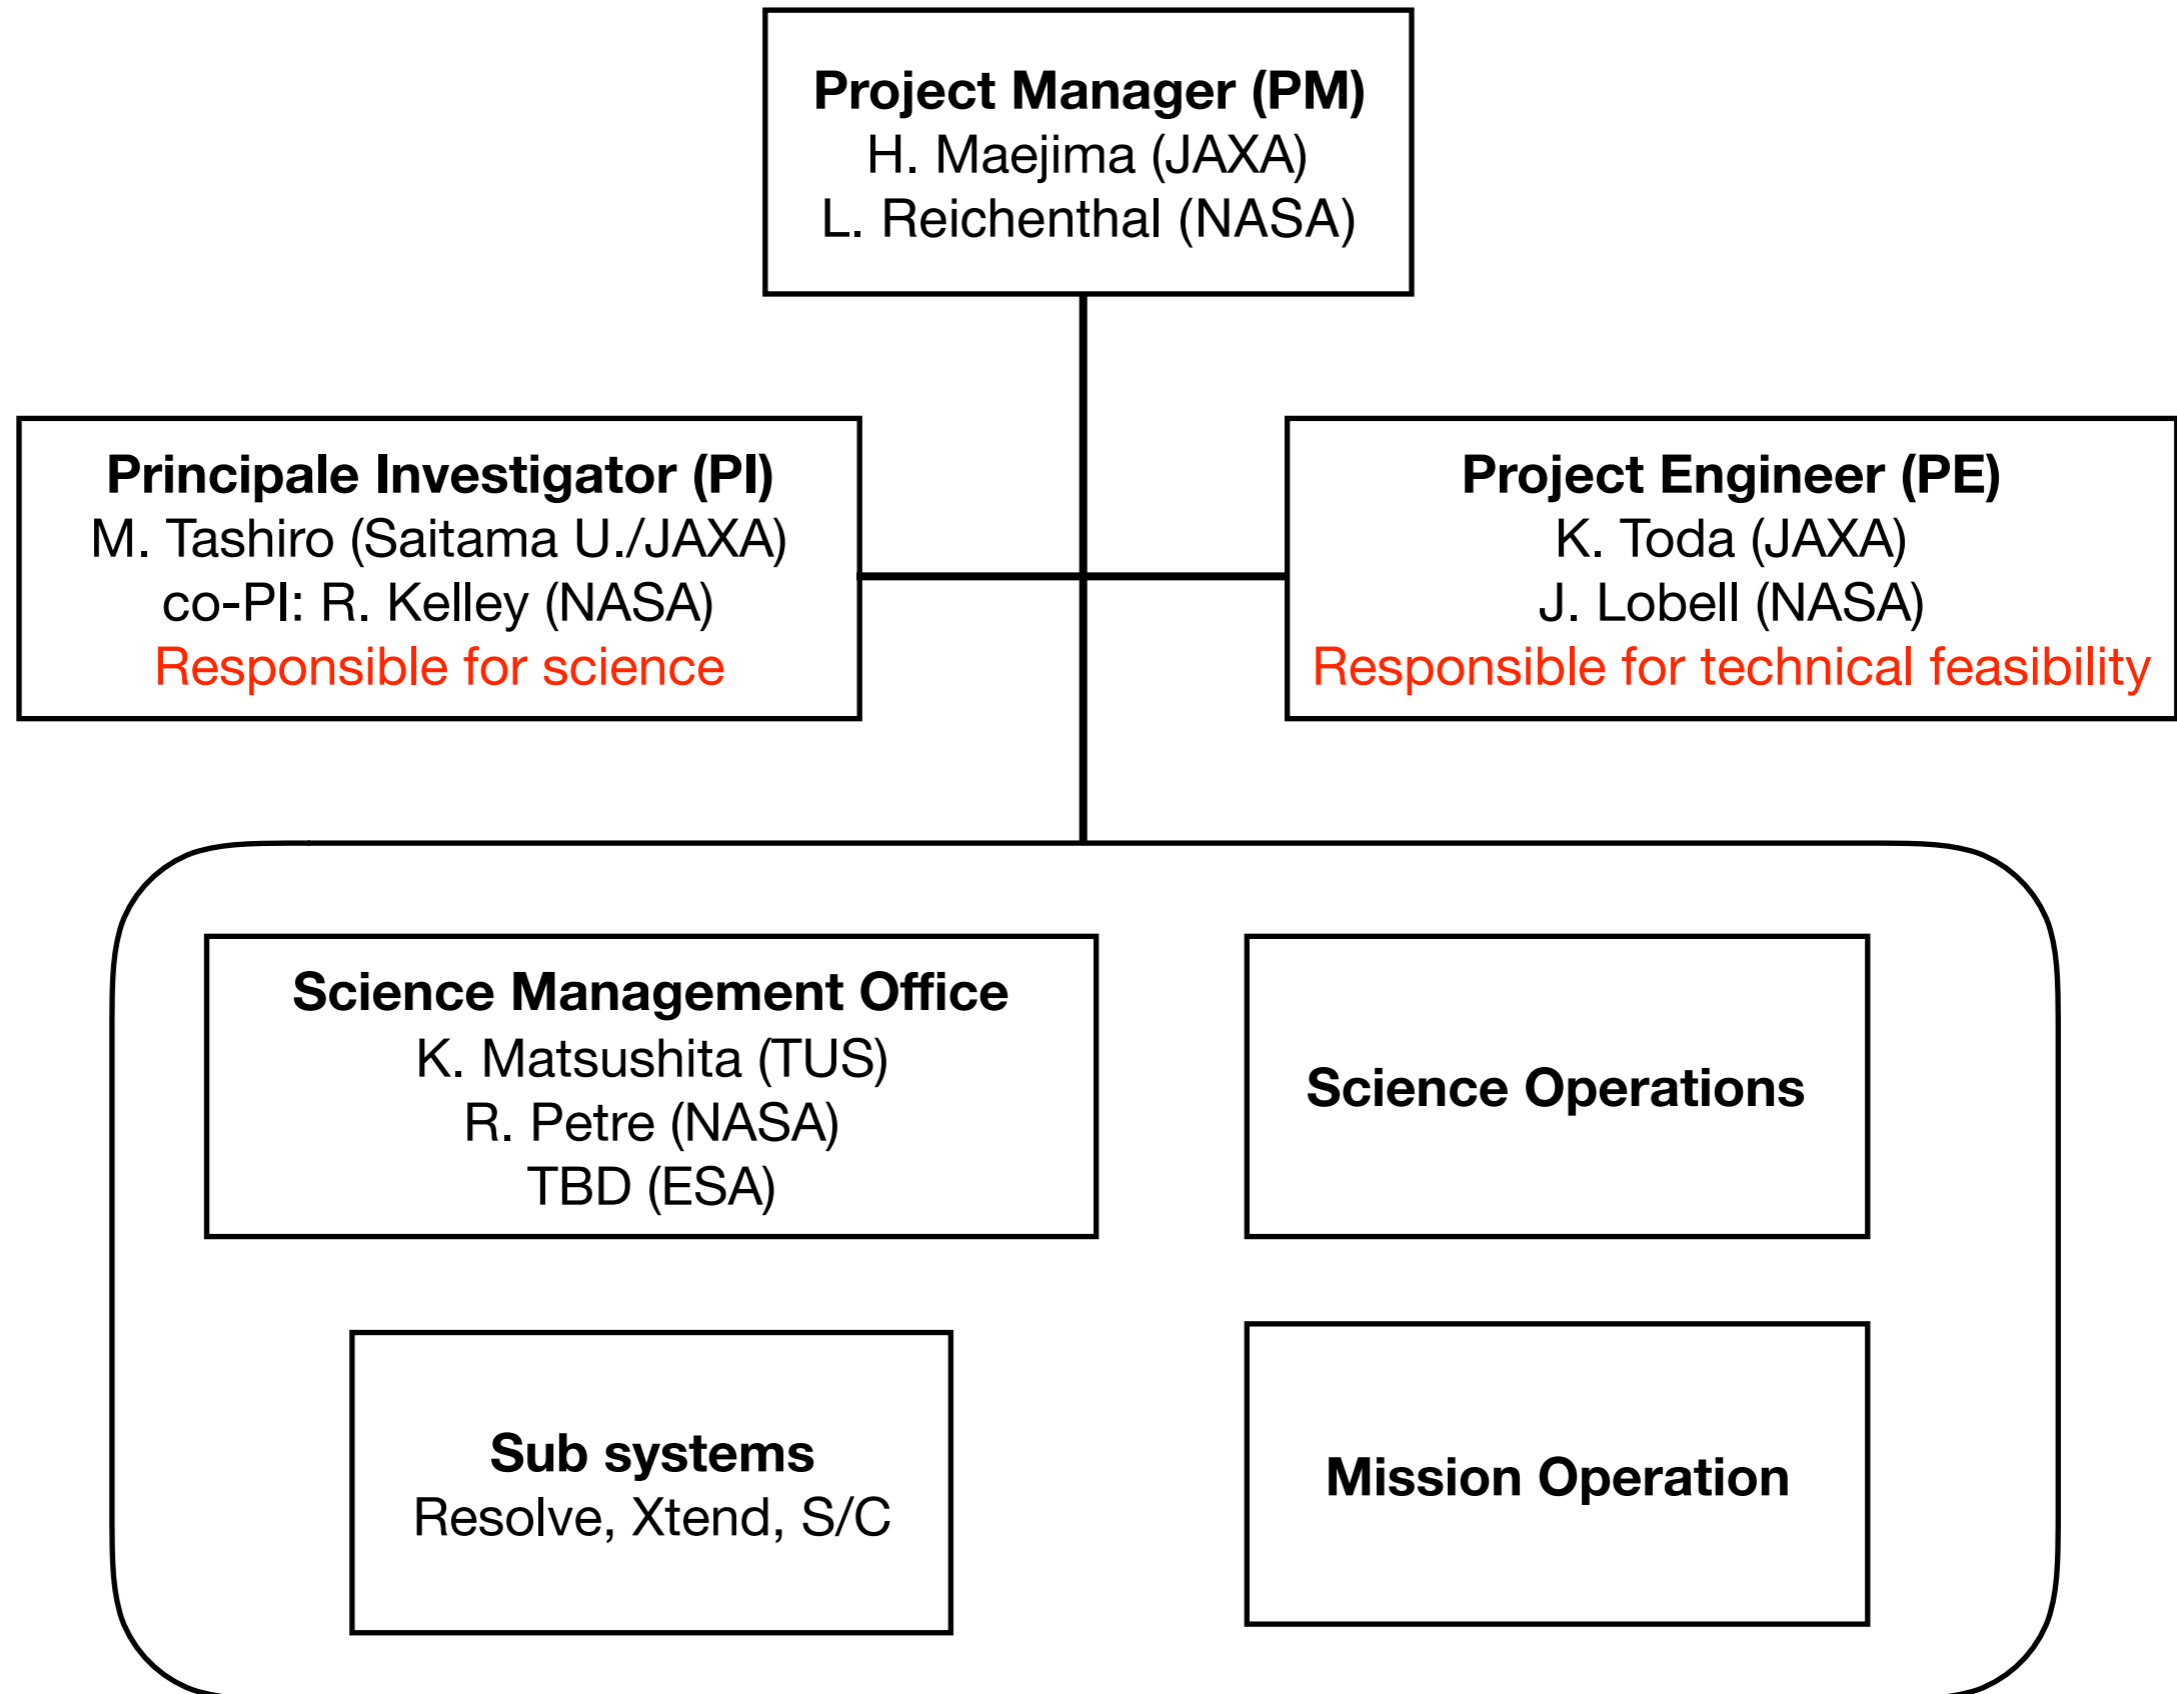 Project Manager (PM)
H. Maejima (JAXA)
L. Reichenthal (NASA)
Principale Investigator (PI)
M. Tashiro (Saitama U./JAXA)
co-PI: R. Kelley (NASA)
Responsible for science
Project Engineer (PE)
K. Toda (JAXA)
J. Lobell (NASA)
Responsible for technical feasibility
Science Management Office
K. Matsushita (TUS)
R. Petre (NASA)
TBD (ESA)
Science Operations
Sub systems
Resolve, Xtend, S/C
Mission Operation